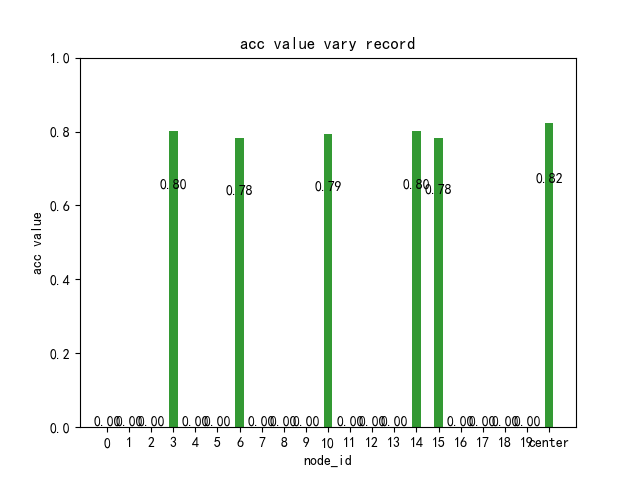 acc value vary record
1.0
0.8
0.6
0.4
0.2
0.0
acc value
0.00 0.00 0.00 0.80 0.00 0.00 0.78 0.00 0.00 0.00 0.79 0.00 0.00 0.00 0.80 0.78 0.00 0.00 0.00 0.00 0.82
0 1 2 3 4 5 6 7 8 9 10 11 12 13 14 15 16 17 18 19 center
node_id